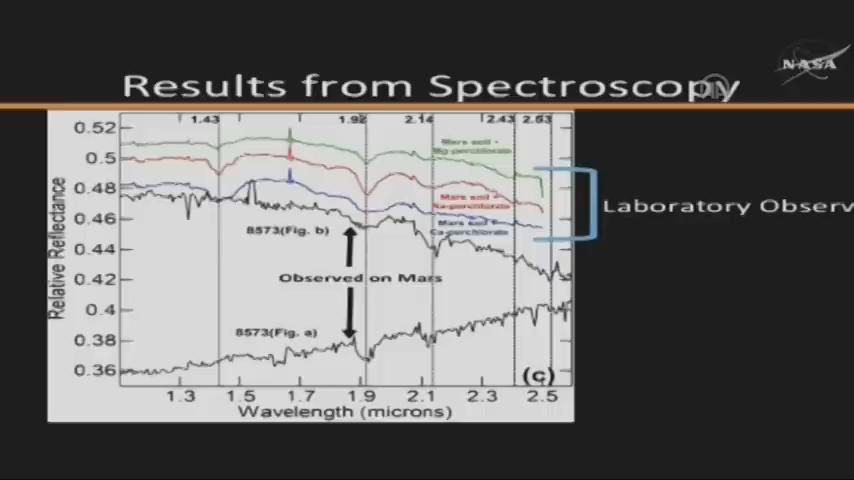 NASA
Results from Spectroscopy
1.43 1.92 2.14 2.43 2.53
0.52
0.5
0.48
0.46
0.44
0.42
0.4
0.38
0.36
Relative Reflectance
Mars soil +
Mg-perchlorate
Mars soil +
Na-perchlorate
Mars soil +
Ca-perchlorate
Laboratory Observ
8573(Fig. b)
Observed on Mars
8573(Fig. a)
(c)
1.3 1.5 1.7 1.9 2.1 2.3 2.5
Wavelength (microns)